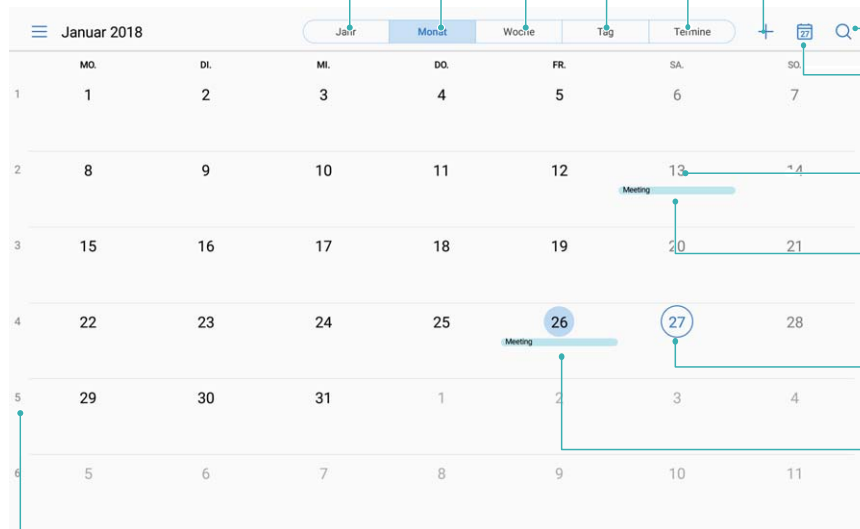 Januar 2018 Jahr Monat Woche Tag Termine 27
MO. DI. MI. DO. FR. SA. SO.
1 1 2 3 4 5 6 7
2 8 9 10 11 12 13 14
Meeting
3 15 16 17 18 19 20 21
4 22 23 24 25 26 27 28
Meeting
5 29 30 31 1 2 3 4
6 5 6 7 8 9 10 11